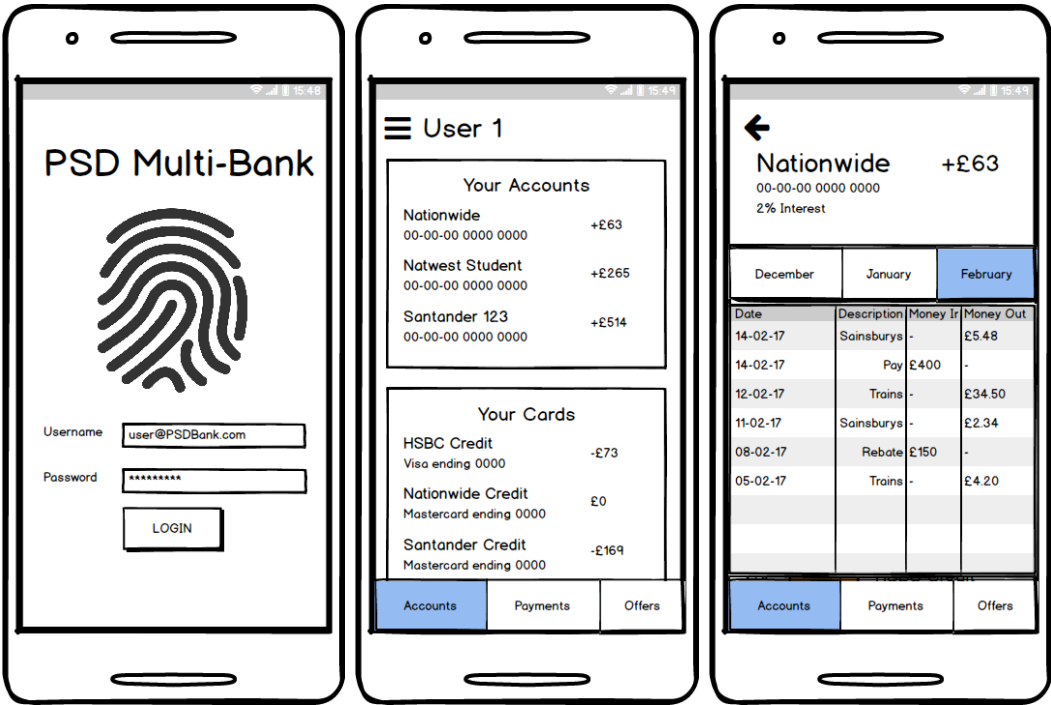 15:48
PSD Multi-Bank
Username user@PSDBank.com
Password *********
LOGIN
15:49
User 1
Your Accounts
Nationwide
00-00-00 0000 0000
+£63
Natwest Student
00-00-00 0000 0000
+£265
Santander 123
00-00-00 0000 0000
+£514
Your Cards
HSBC Credit
Visa ending 0000
-£73
Nationwide Credit
Mastercard ending 0000
£0
Santander Credit
Mastercard ending 0000
-£169
Accounts Payments Offers
15:49
Nationwide +£63
00-00-00 0000 0000
2% Interest
December January February
Date Description Money In Money Out
14-02-17 Sainsburys - £5.48
14-02-17 Pay £400 -
12-02-17 Trains - £34.50
11-02-17 Sainsburys - £2.34
08-02-17 Rebate £150 -
05-02-17 Trains - £4.20
Accounts Payments Offers